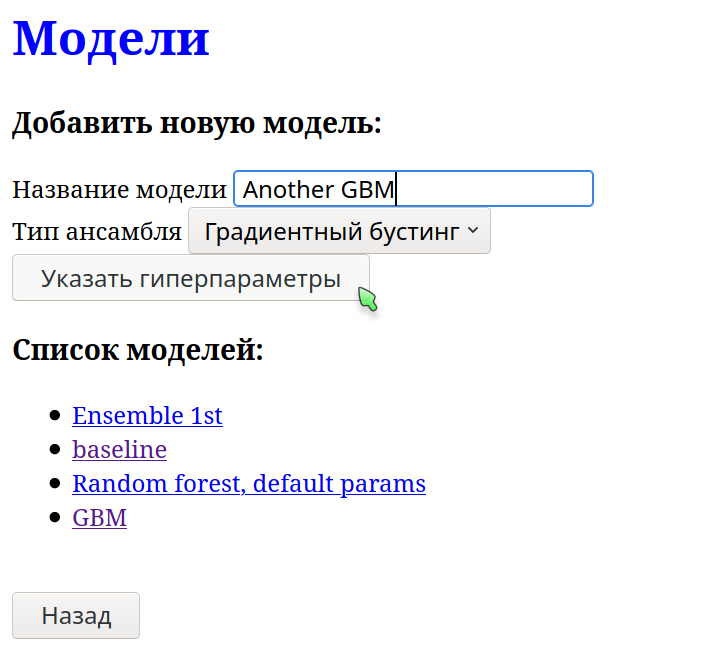 Модели
Добавить новую модель:
Название модели Another GBM
Тип ансамбля Градиентный бустинг
Указать гиперпараметры
Список моделей:
Ensemble 1st
baseline
Random forest, default params
GBM
Назад